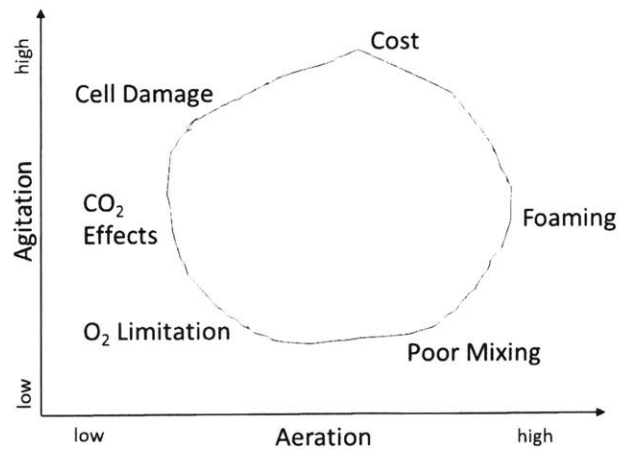 Cost
high
Cell Damage
Agitation
CO₂
Effects
Foaming
O₂ Limitation
Poor Mixing
low
low
Aeration
high